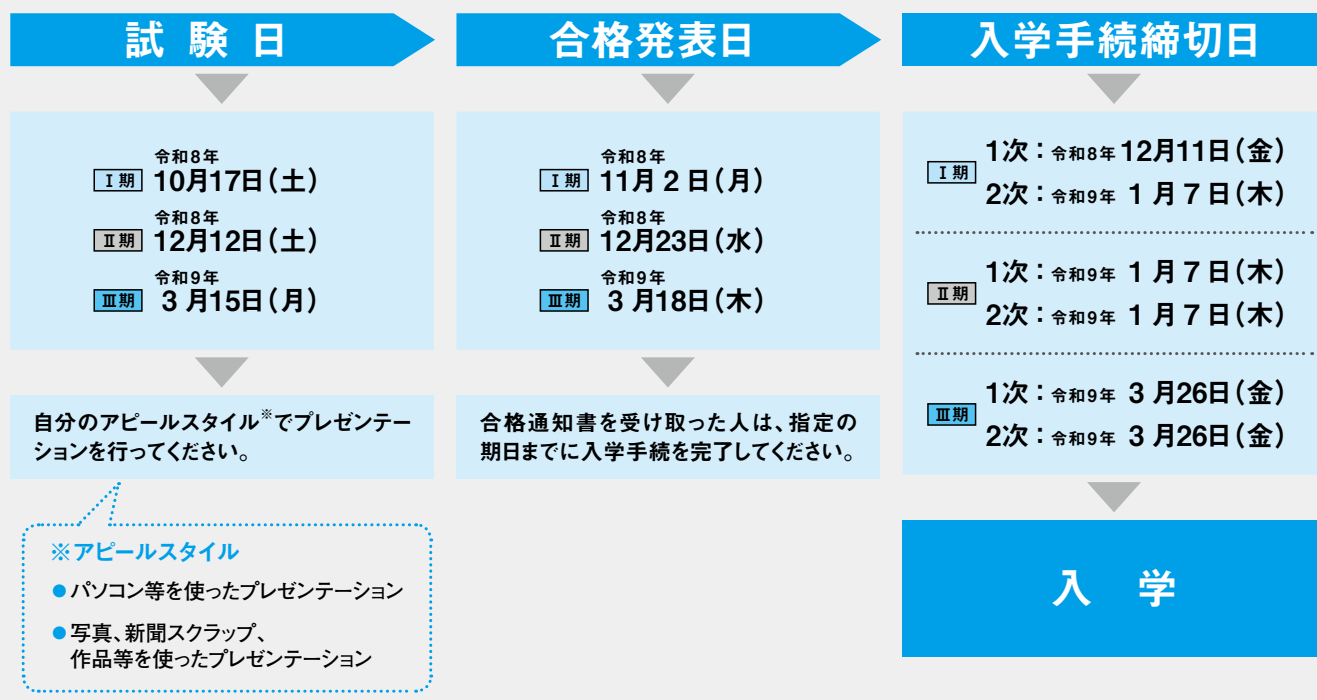 試験日
令和8年
Ⅰ期 10月17日(土)
令和8年
Ⅱ期 12月12日(土)
令和9年
Ⅲ期 3月15日(月)
自分のアピールスタイル※でプレゼンテー
ションを行ってください。
※アピールスタイル
●パソコン等を使ったプレゼンテーション
●写真、新聞スクラップ、
作品等を使ったプレゼンテーション
合格発表日
令和8年
Ⅰ期 11月2日(月)
令和8年
Ⅱ期 12月23日(水)
令和9年
Ⅲ期 3月18日(木)
合格通知書を受け取った人は、指定の
期日までに入学手続を完了してください。
入学手続締切日
Ⅰ期
1次:令和8年 12月11日(金)
2次:令和9年 1月7日(木)
Ⅱ期
1次:令和9年 1月7日(木)
2次:令和9年 1月7日(木)
Ⅲ期
1次:令和9年 3月26日(金)
2次:令和9年 3月26日(金)
入学